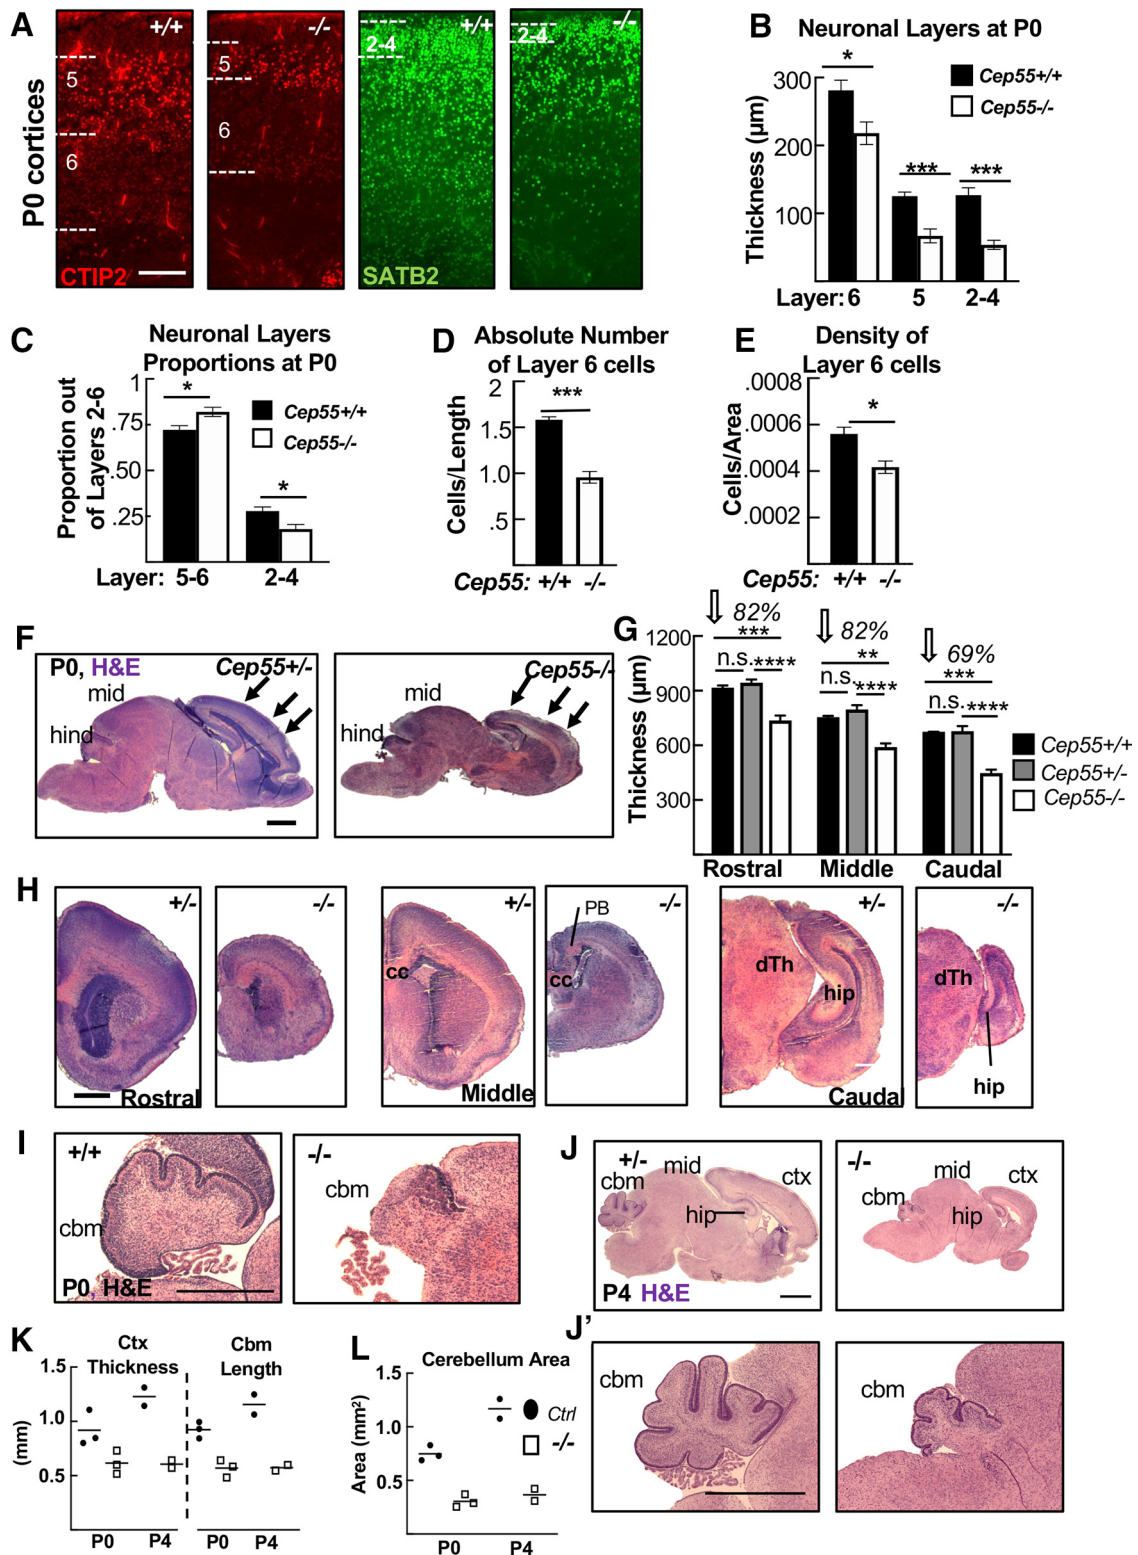 A
P0 cortices
+/+
-/-
+/+
-/-
5
6
5
6
2-4
2-4
CTIP2
SATB2
B
Neuronal Layers at P0
*
***
***
Cep55+/+
Cep55-/-
Thickness (µm)
300
200
100
Layer: 6 5 2-4
C
Neuronal Layers
Proportions at P0
Proportion out
of Layers 2-6
1
.75
.50
.25
*
*
Cep55+/+
Cep55-/-
Layer: 5-6 2-4
D
Absolute Number
of Layer 6 cells
Cells/Length
2
1.5
1.0
.5
***
Cep55: +/+ -/-
E
Density of
Layer 6 cells
Cells/Area
.0008
.0006
.0004
.0002
*
Cep55: +/+ -/-
F
P0, H&E
Cep55+/-
mid
hind
Cep55-/-
mid
hind
*
G
82%
82%
69%
***
n.s. ****
**
n.s. ****
***
n.s. ****
Thickness (µm)
1200
900
600
300
Cep55+/+
Cep55+/-
Cep55-/-
Rostral Middle Caudal
H
+/-
-/-
Rostral
+/-
cc
Middle
-/-
PB
cc
+/-
dTh
hip
Caudal
-/-
dTh
hip
I
+/+
cbm
P0, H&E
-/-
cbm
J
+/-
cbm
mid
ctx
hip
P4 H&E
-/-
cbm
mid
ctx
hip
J’
cbm
cbm
K
Ctx
Thickness
Cbm
Length
(mm)
1.5
1.0
0.5
P0 P4 P0 P4
L
Cerebellum Area
Area (mm²)
1.5
1.0
0.5
Ctrl
-/-
P0 P4